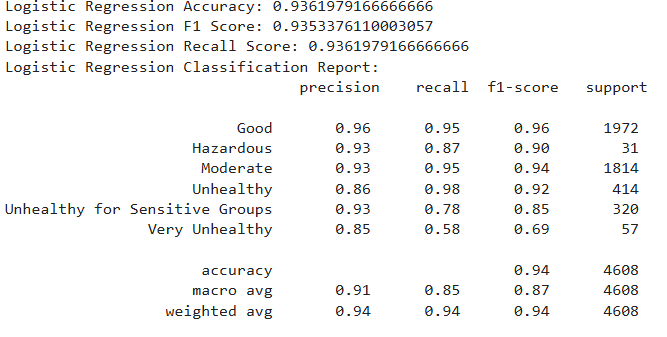 Logistic Regression Accuracy: 0.9361979166666666
Logistic Regression F1 Score: 0.9353376110003057
Logistic Regression Recall Score: 0.9361979166666666
Logistic Regression Classification Report:
precision recall f1-score support
Good 0.96 0.95 0.96 1972
Hazardous 0.93 0.87 0.90 31
Moderate 0.93 0.95 0.94 1814
Unhealthy 0.86 0.98 0.92 414
Unhealthy for Sensitive Groups 0.93 0.78 0.85 320
Very Unhealthy 0.85 0.58 0.69 57
accuracy 0.94 4608
macro avg 0.91 0.85 0.87 4608
weighted avg 0.94 0.94 0.94 4608